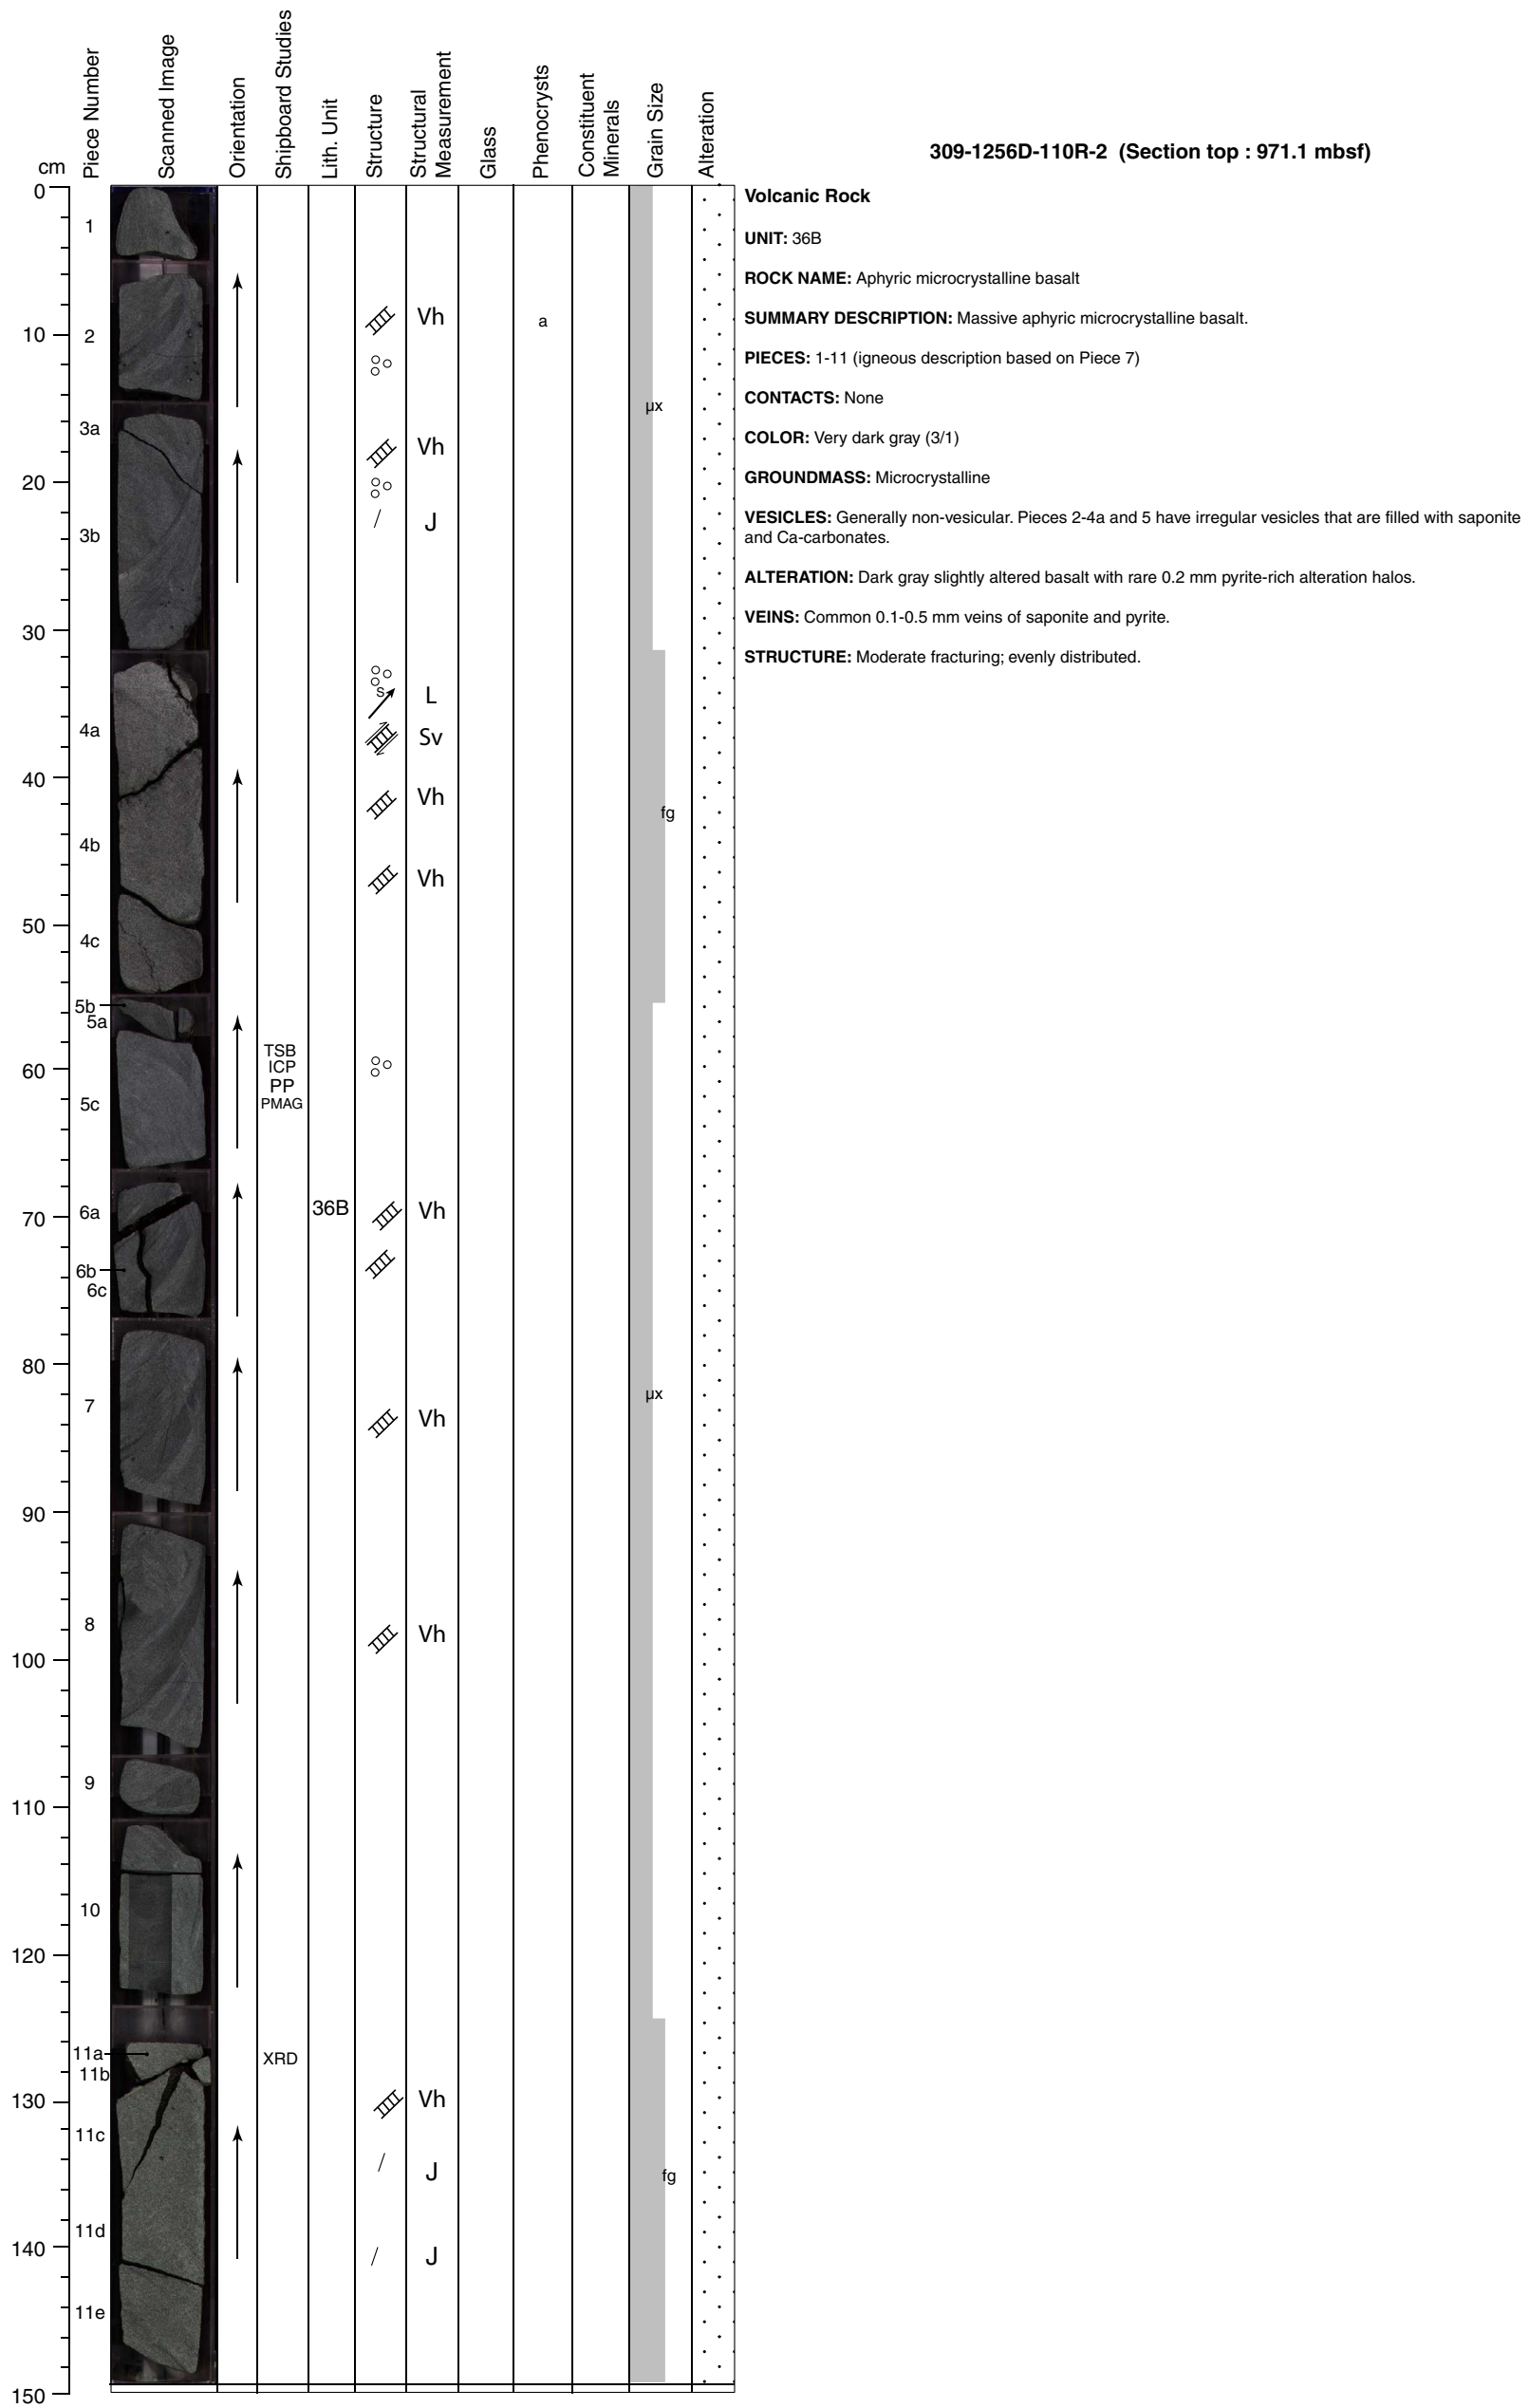 cm
Piece Number
Scanned Image
Orientation
Shipboard Studies
Lith. Unit
Structure
Structural
Measurement
Glass
Phenocrysts
Constituent
Minerals
Grain Size
Alteration
309-1256D-110R-2 (Section top : 971.1 mbsf)
Volcanic Rock
UNIT: 36B
ROCK NAME: Aphyric microcrystalline basalt
SUMMARY DESCRIPTION: Massive aphyric microcrystalline basalt.
PIECES: 1-11 (igneous description based on Piece 7)
CONTACTS: None
COLOR: Very dark gray (3/1)
GROUNDMASS: Microcrystalline
VESICLES: Generally non-vesicular. Pieces 2-4a and 5 have irregular vesicles that are filled with saponite
and Ca-carbonates.
ALTERATION: Dark gray slightly altered basalt with rare 0.2 mm pyrite-rich alteration halos.
VEINS: Common 0.1-0.5 mm veins of saponite and pyrite.
STRUCTURE: Moderate fracturing; evenly distributed.
0
10
20
30
40
50
60
70
80
90
100
110
120
130
140
150
1
2
3a
3b
4a
4b
4c
5b
5a
5c
6a
6b
6c
7
8
9
10
11a
11b
11c
11d
11e
TSB
ICP
PP
PMAG
XRD
36B
s
Vh
Vh
J
L
Sv
Vh
Vh
Vh
Vh
Vh
Vh
J
J
a
µx
fg
µx
fg